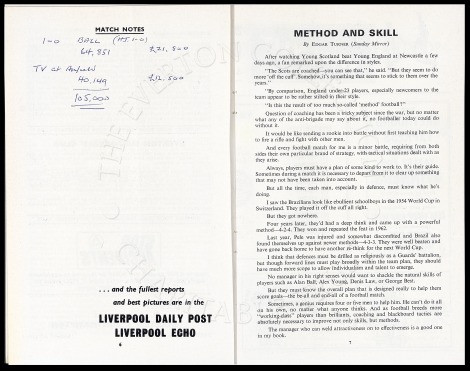 MATCH NOTES
1-0 BALL (HT 1-0)
64,851 £21,800
TV at Anfield
40,149 £12,500
105,000
... and the fullest reports
and best pictures are in the
LIVERPOOL DAILY POST
LIVERPOOL ECHO
6
METHOD AND SKILL
By EDGAR TURNER (Sunday Mirror)
After watching Young Scotland beat Young England at Newcastle a few
days ago, a fan remarked upon the difference in styles.
"The Scots are coached—you can see that," he said. "But they seem to do
more 'off the cuff'. Somehow, it's something that seems to stick to them over the
years."
"By comparison, England under-23 players, especially newcomers to the
team appear to be rather stilted in their style.
"Is this the result of too much so-called 'method' football?"
Question of coaching has been a tricky subject since the war, but no matter
what any of the anti-brigade may say about it, no footballer today could do
without it.
It would be like sending a rookie into battle without first teaching him how
to fire a rifle and fight with other men.
And every football match for me is a minor battle, requiring from both
sides their own particular brand of strategy, with tactical situations dealt with as
they arise.
Always, players must have a plan of some kind to work to. It's their guide.
Sometimes during a match it is necessary to depart from it to clear up something
that may not have been taken into account.
But all the time, each man, especially in defence, must know what he's
doing.
I saw the Brazilians look like ebullient schoolboys in the 1954 World Cup in
Switzerland. They played it off the cuff all right.
But they got nowhere.
Four years later, they'd had a deep think and came up with a powerful
method—4-2-4. They won and repeated the feat in 1962.
Last year, Pele was injured and somewhat discomfited and Brazil also
found themselves up against newer methods—4-3-3. They were well beaten and
have gone back home to have another re-think for the next World Cup.
I think that defences must be drilled as religiously as a Guards' battalion,
but though forward lines must play broadly within the team plan, they should
have much more scope to allow individualism and talent to emerge.
No manager in his right senses would want to shackle the natural skills of
players such as Alan Ball, Alex Young, Denis Law, or George Best.
But they must know the overall plan that is designed really to help them
score goals—the be-all and end-all of a football match.
Sometimes, a genius requires four or five men to help him. He can't do it all
on his own, no matter what anyone thinks. And as football breeds more
"working-class" players than brilliants, coaching and blackboard tactics are
absolutely necessary to improve not only skills, but methods.
The manager who can weld attractiveness on to effectiveness is a good one
in my book.
7